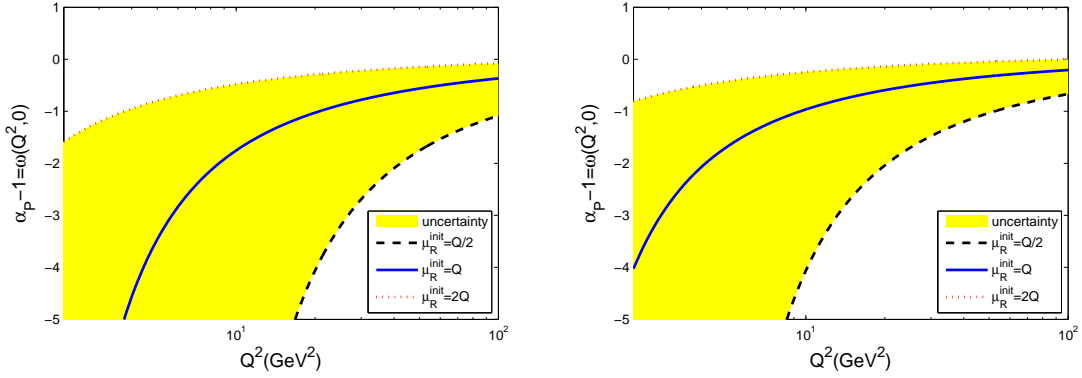 1
0
−1
−2
−3
−4
−5
α_P−1=ω(Q²,0)
10¹
10²
Q²(GeV²)
uncertainty
μ_R^init=Q/2
μ_R^init=Q
μ_R^init=2Q
1
0
−1
−2
−3
−4
−5
α_P−1=ω(Q²,0)
10¹
10²
Q²(GeV²)
uncertainty
μ_R^init=Q/2
μ_R^init=Q
μ_R^init=2Q